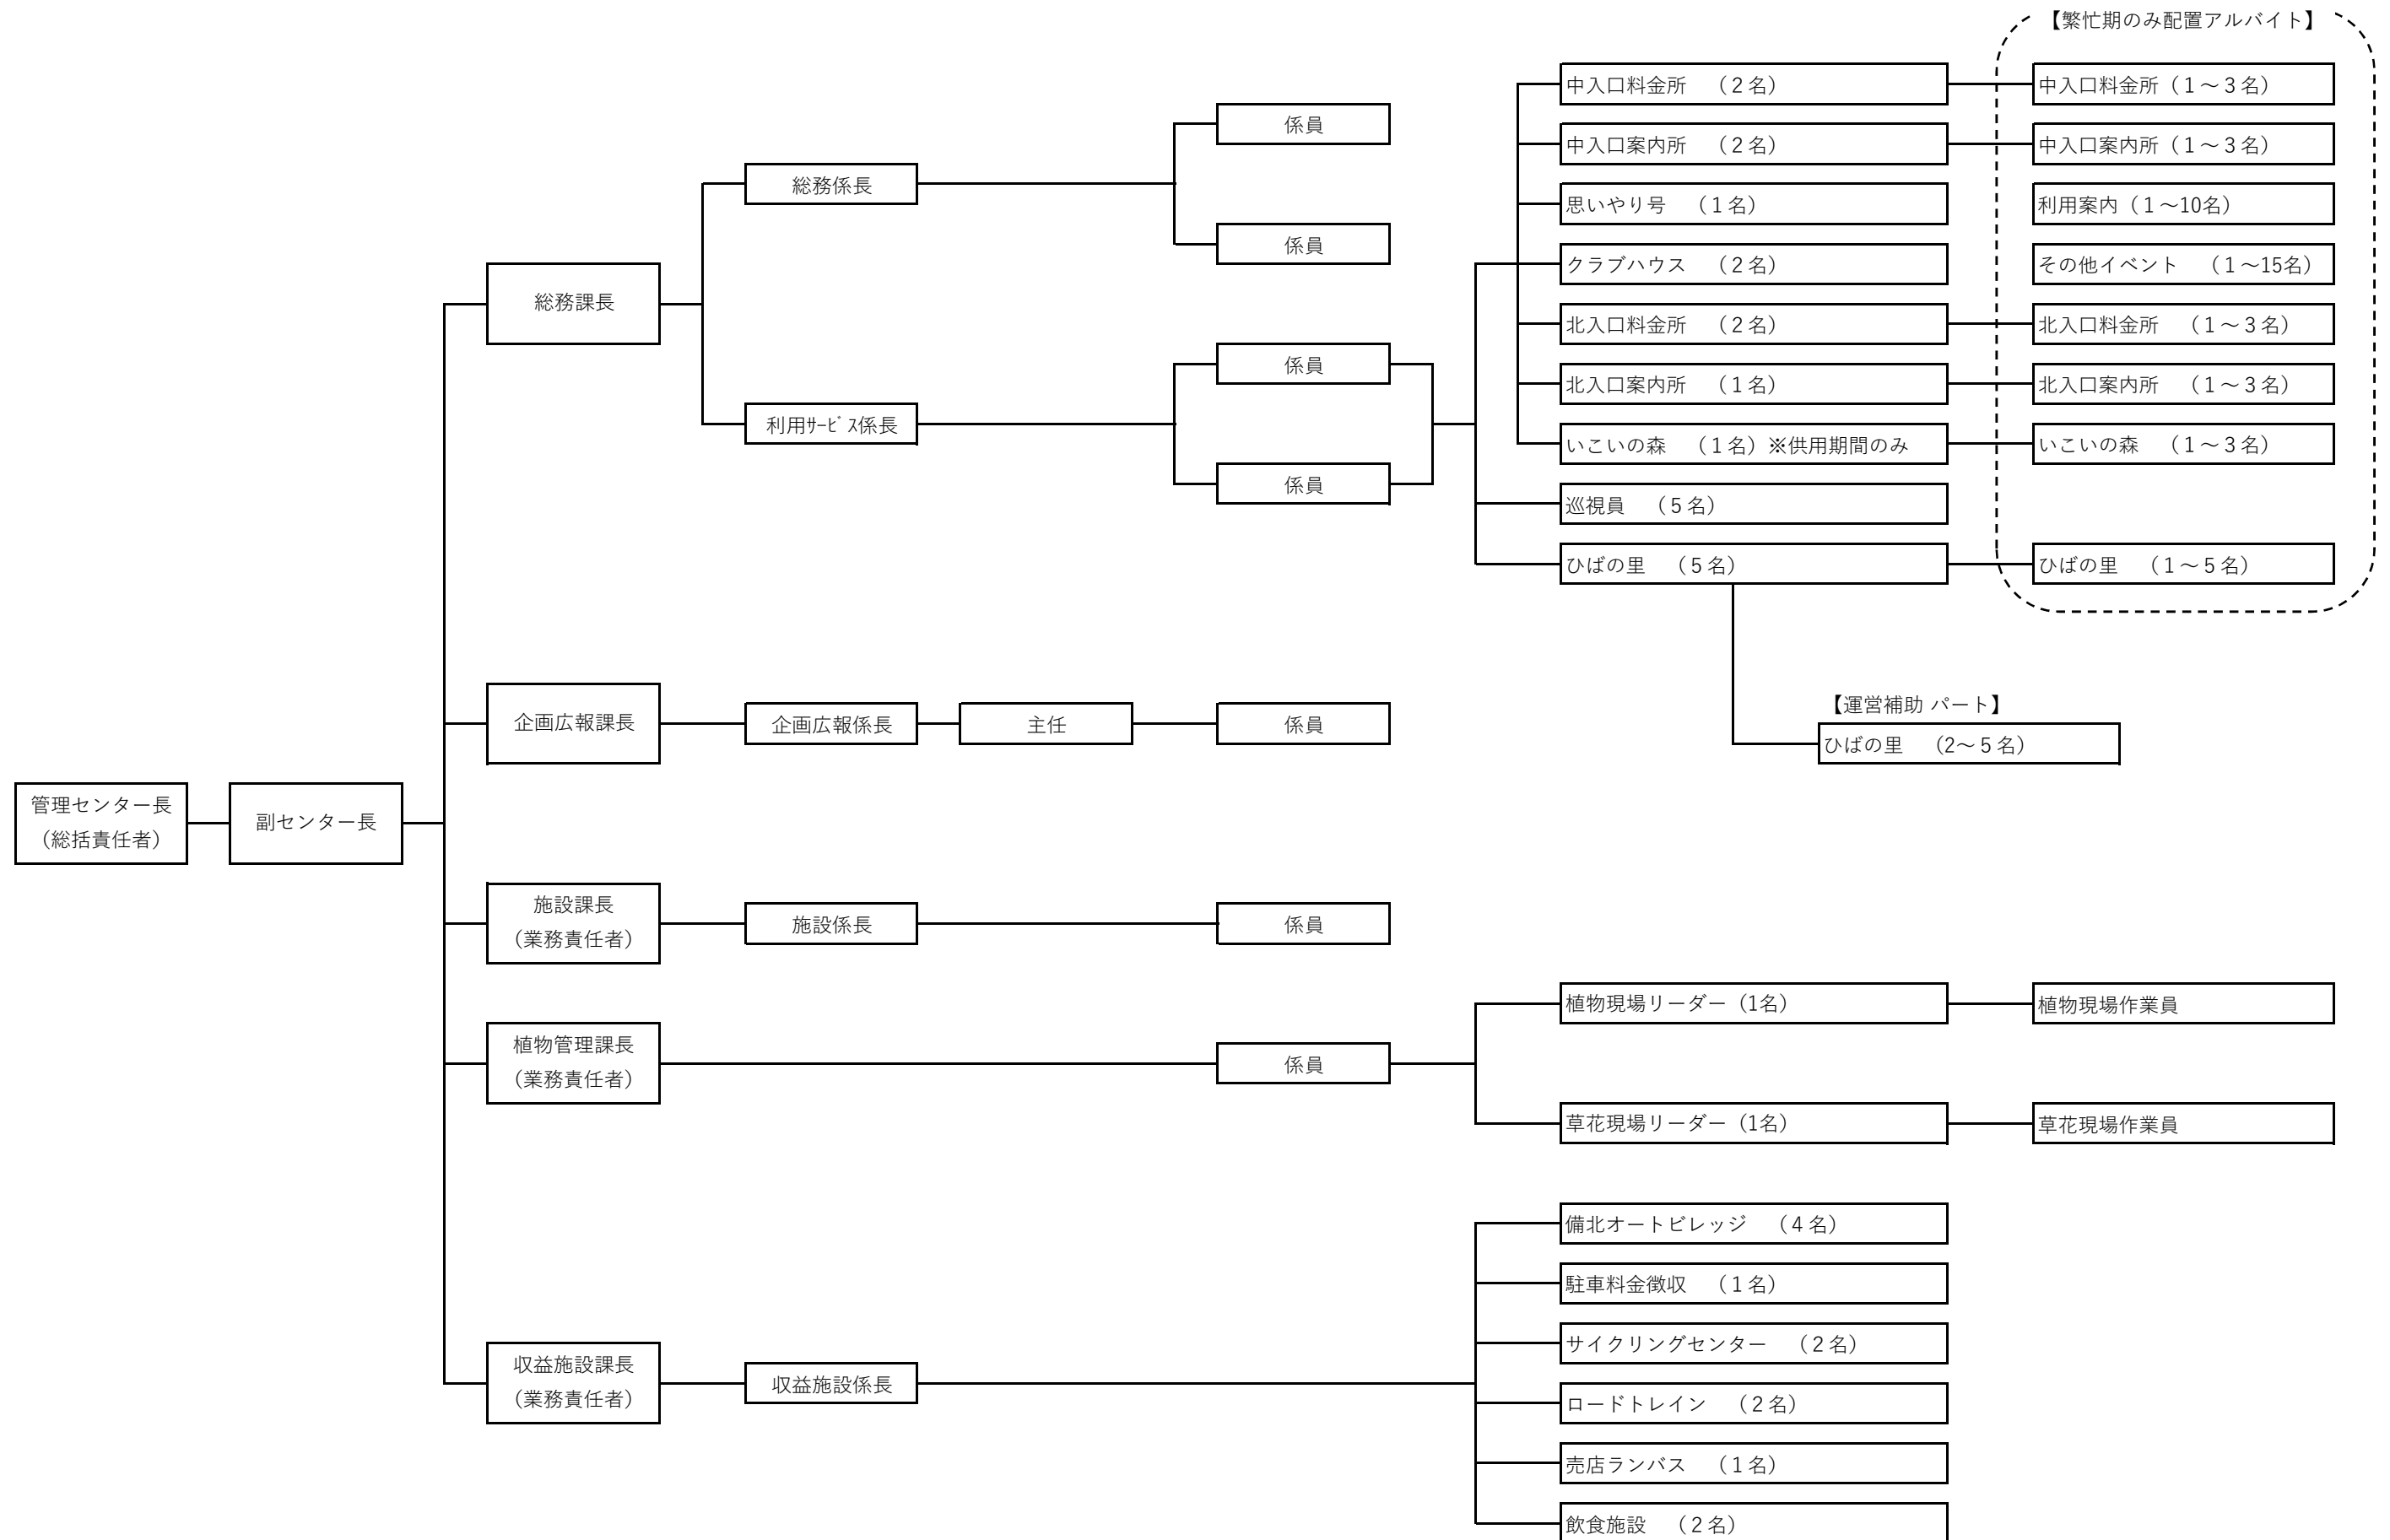 【繁忙期のみ配置アルバイト】
中入口料金所　（２名）
中入口料金所（１～３名）
係員
中入口案内所　（２名）
中入口案内所（１～３名）
総務係長
思いやり号　（１名）
利用案内（１～10名）
係員
クラブハウス　（２名）
その他イベント　（１～15名）
総務課長
北入口料金所　（２名）
北入口料金所　（１～３名）
係員
北入口案内所　（１名）
北入口案内所　（１～３名）
利用ｻｰﾋﾞｽ係長
いこいの森　（１名）※供用期間のみ
いこいの森　（１～３名）
係員
巡視員　（５名）
ひばの里　（５名）
ひばの里　（１～５名）
【運営補助 パート】
ひばの里　（2～５名）
企画広報課長
企画広報係長
主任
係員
管理センター長
（総括責任者）
副センター長
施設課長
（業務責任者）
施設係長
係員
植物現場リーダー（1名）
植物現場作業員
植物管理課長
（業務責任者）
係員
草花現場リーダー（1名）
草花現場作業員
備北オートビレッジ　（４名）
駐車料金徴収　（１名）
サイクリングセンター　（２名）
収益施設課長
（業務責任者）
収益施設係長
ロードトレイン　（２名）
売店ランバス　（１名）
飲食施設　（２名）